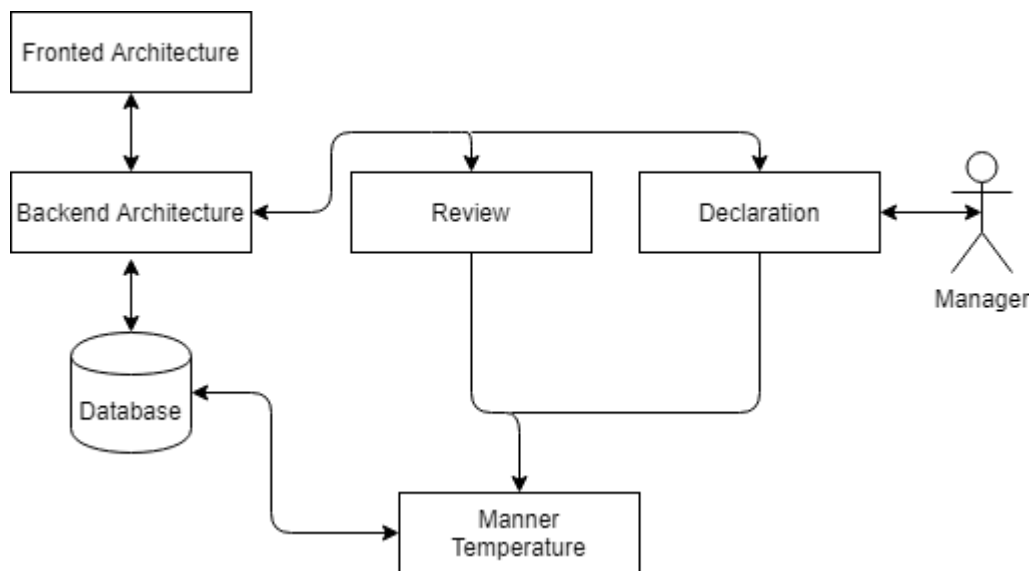 Fronted Architecture
Backend Architecture
Review
Declaration
Manager
Database
Manner
Temperature